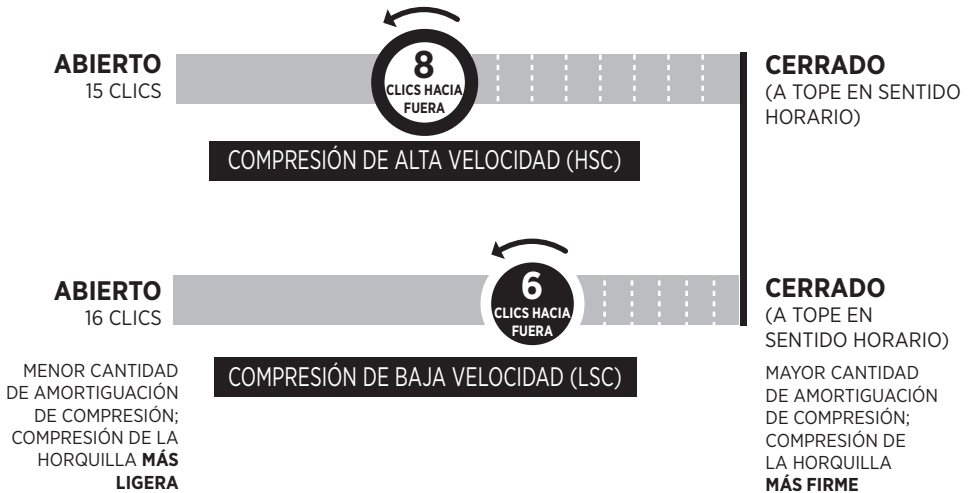 ABIERTO
15 CLICS
8
CLICS HACIA
FUERA
CERRADO
(A TOPE EN SENTIDO
HORARIO)
COMPRESIÓN DE ALTA VELOCIDAD (HSC)
ABIERTO
16 CLICS
6
CLICS HACIA
FUERA
CERRADO
(A TOPE EN
SENTIDO HORARIO)
MENOR CANTIDAD
DE AMORTIGUACIÓN
DE COMPRESIÓN;
COMPRESIÓN DE LA
HORQUILLA MÁS
LIGERA
COMPRESIÓN DE BAJA VELOCIDAD (LSC)
MAYOR CANTIDAD
DE AMORTIGUACIÓN
DE COMPRESIÓN;
COMPRESIÓN DE
LA HORQUILLA
MÁS FIRME